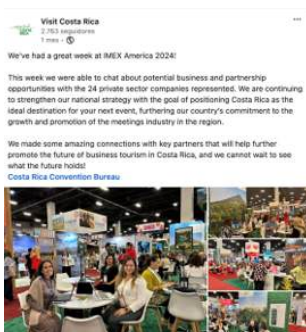 Visit Costa Rica
2,763 seguidores
1 mes •
We've had a great week at IMEX America 2024!
This week we were able to chat about potential business and partnership
opportunities with the 24 private sector companies represented. We are continuing
to strengthen our national strategy with the goal of positioning Costa Rica as the
ideal destination for your next event, furthering our country's commitment to the
growth and promotion of the meetings industry in the region.
We made some amazing connections with key partners that will help further
promote the future of business tourism in Costa Rica, and we cannot wait to see
what the future holds!
Costa Rica Convention Bureau